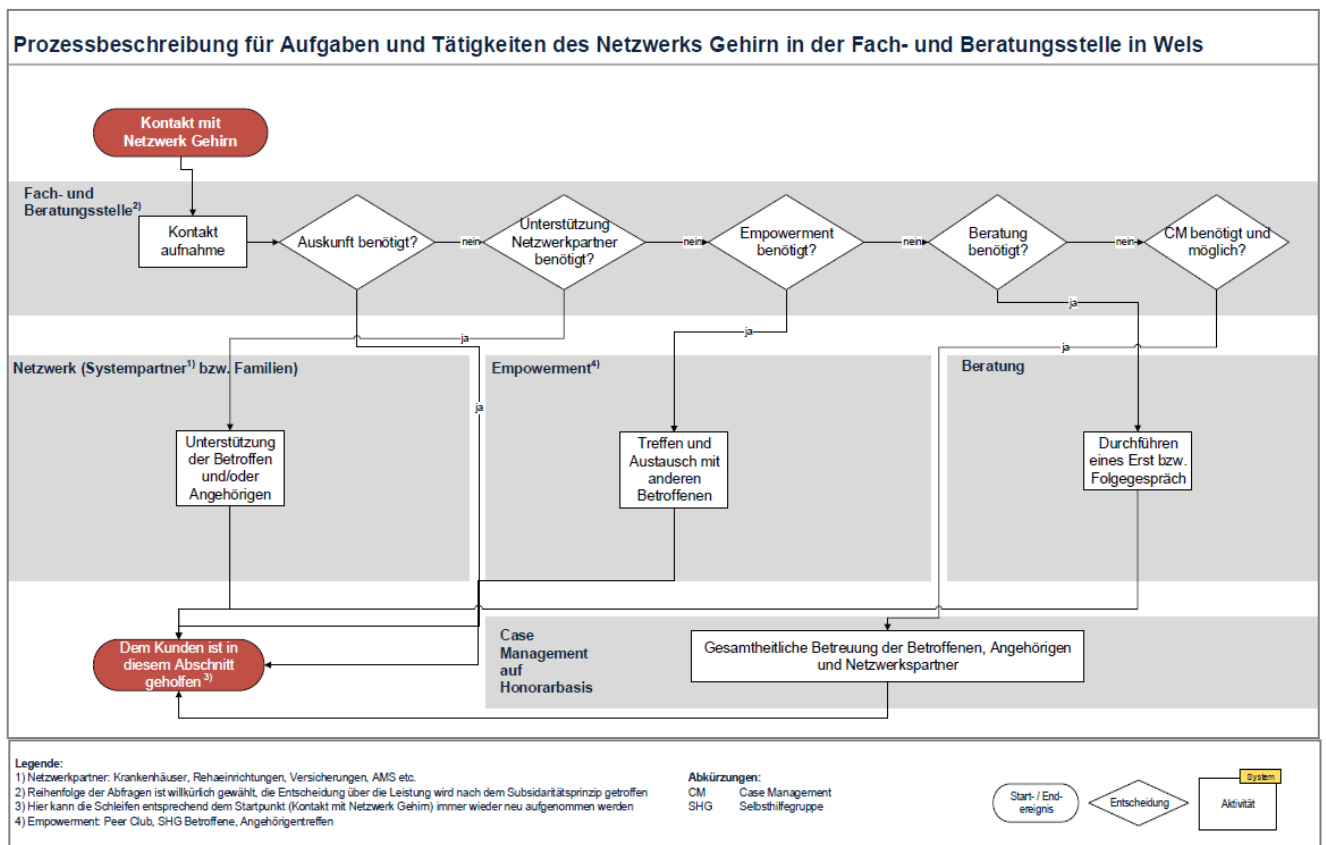 Prozessbeschreibung für Aufgaben und Tätigkeiten des Netzwerks Gehirn in der Fach- und Beratungsstelle in Wels
Kontakt mit
Netzwerk Gehirn
Fach- und
Beratungsstelle2)
Kontakt
aufnahme
Auskunft benötigt?
nein
Unterstützung
Netzwerkpartner
benötigt?
nein
Empowerment
benötigt?
nein
Beratung
benötigt?
nein
CM benötigt und
möglich?
ja
ja
ja
ja
ja
Netzwerk (Systempartner1) bzw. Familien)
Empowerment4)
Beratung
Unterstützung
der Betroffen
und/oder
Angehörigen
Treffen und
Austausch mit
anderen
Betroffenen
Durchführen
eines Erst bzw.
Folgegespräch
Dem Kunden ist in
diesem Abschnitt
geholfen 3)
Case
Management
auf
Honorarbasis
Gesamtheitliche Betreuung der Betroffenen, Angehörigen
und Netzwerkspartner
Legende:
1) Netzwerkpartner: Krankenhäuser, Rehaeinrichtungen, Versicherungen, AMS etc.
2) Reihenfolge der Abfragen ist willkürlich gewählt, die Entscheidung über die Leistung wird nach dem Subsidaritätsprinzip getroffen
3) Hier kann die Schleifen entsprechend dem Startpunkt (Kontakt mit Netzwerk Gehirn) immer wieder neu aufgenommen werden
4) Empowerment: Peer Club, SHG Betroffene, Angehörigentreffen
Abkürzungen:
CM Case Management
SHG Selbsthilfegruppe
Start- / End-
ereignis
Entscheidung
System
Aktivität